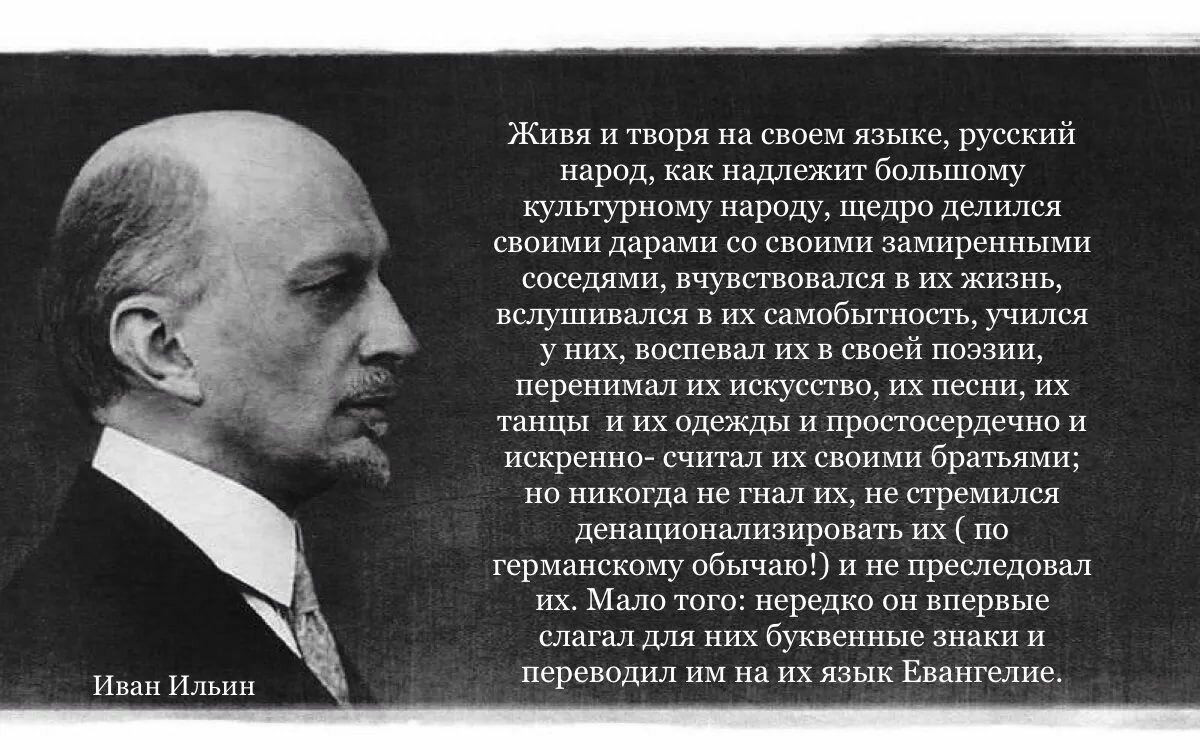 Живя и творя на своем языке, русский
народ, как надлежит большому
культурному народу, щедро делился
своими дарами со своими замиренными
соседями, вчувствовался в их жизнь,
вслушивался в их самобытность, учился
у них, воспевал их в своей поэзии,
перенимал их искусство, их песни, их
танцы  и их одежды и простосердечно и
искренно- считал их своими братьями;
но никогда не гнал их, не стремился
денационализировать их ( по
германскому обычаю!) и не преследовал
их. Мало того: нередко он впервые
слагал для них буквенные знаки и
переводил им на их язык Евангелие.
Иван Ильин